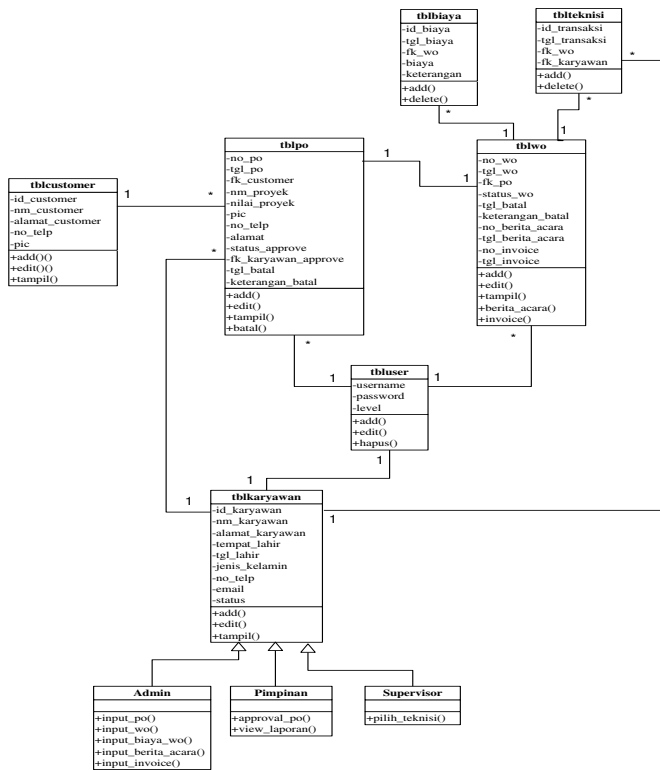 tblbiaya
-id_biaya
-tgl_biaya
-fk_wo
-biaya
-keterangan
+add()
+delete()
*
tblteknisi
-id_transaksi
-tgl_transaksi
-fk_wo
-fk_karyawan
+add()
+delete()
*
*
1
1
tblpo
-no_po
-tgl_po
-fk_customer
-nm_proyek
-nilai_proyek
-pic
-no_telp
-alamat
-status_approve
-fk_karyawan_approve
-tgl_batal
-keterangan_batal
+add()
+edit()
+tampil()
+batal()
1
1
tblwo
-no_wo
-tgl_wo
-fk_po
-status_wo
-tgl_batal
-keterangan_batal
-no_berita_acara
-tgl_berita_acara
-no_invoice
-tgl_invoice
+add()
+edit()
+tampil()
+berita_acara()
+invoice()
tblcustomer
-id_customer
-nm_customer
-alamat_customer
-no_telp
-pic
+add()()
+edit()()
+tampil()
1
*
*
*
*
1
1
tbluser
-username
-password
-level
+add()
+edit()
+hapus()
1
1
1
1
tblkaryawan
-id_karyawan
-nm_karyawan
-alamat_karyawan
-tempat_lahir
-tgl_lahir
-jenis_kelamin
-no_telp
-email
-status
+add()
+edit()
+tampil()
Admin
+input_po()
+input_wo()
+input_biaya_wo()
+input_berita_acara()
+input_invoice()
Pimpinan
+approval_po()
+view_laporan()
Supervisor
+pilih_teknisi()